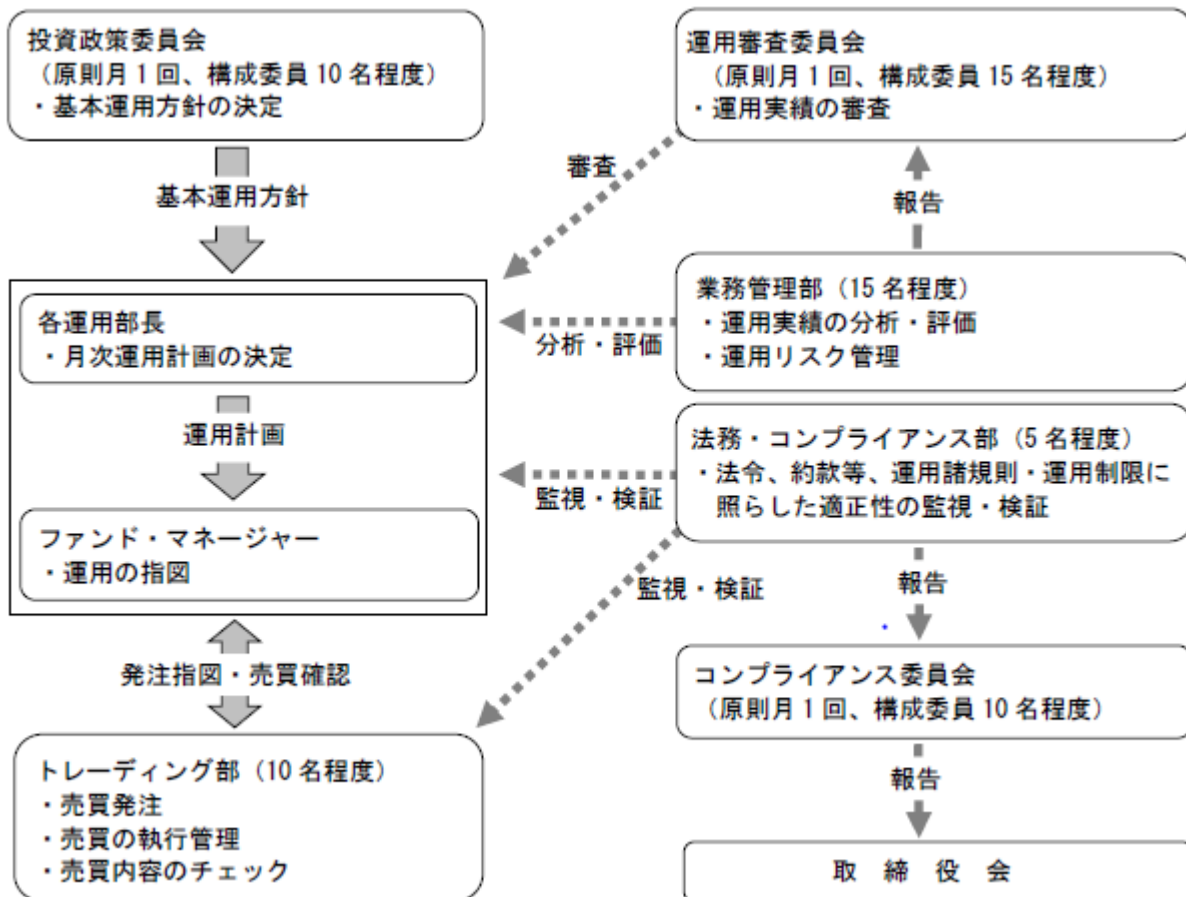 投資政策委員会
（原則月1回、構成委員10名程度）
・基本運用方針の決定
基本運用方針
各運用部長
・月次運用計画の決定
運用計画
ファンド・マネージャー
・運用の指図
発注指図・売買確認
トレーディング部（10名程度）
・売買発注
・売買の執行管理
・売買内容のチェック
運用審査委員会
（原則月1回、構成委員15名程度）
・運用実績の審査
審査
報告
業務管理部（15名程度）
・運用実績の分析・評価
・運用リスク管理
分析・評価
法務・コンプライアンス部（5名程度）
・法令、約款等、運用諸規則・運用制限に
照らした適正性の監視・検証
監視・検証
監視・検証
報告
コンプライアンス委員会
（原則月1回、構成委員10名程度）
報告
取 締 役 会